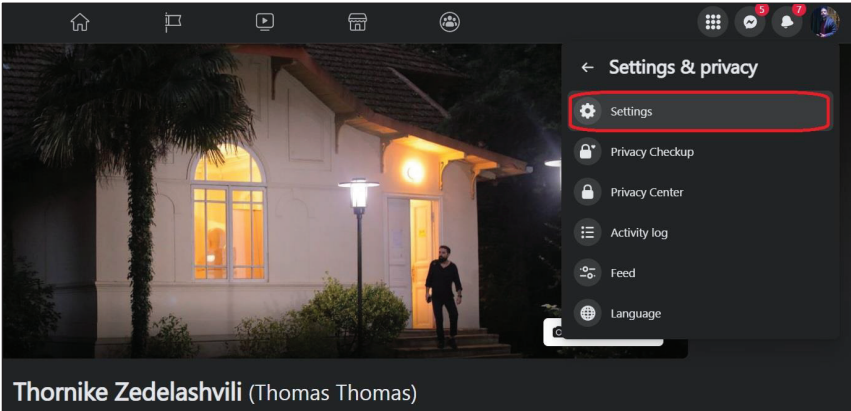 5
7
Settings & privacy
Settings
Privacy Checkup
Privacy Center
Activity log
Feed
Language
Thornike Zedelashvili (Thomas Thomas)